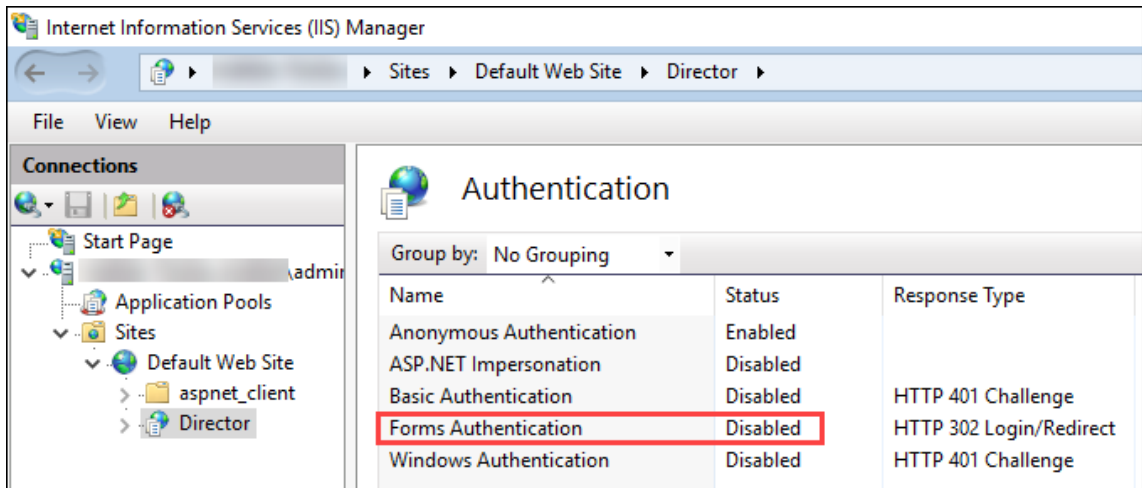 Internet Information Services (IIS) Manager
Sites Default Web Site Director
File View Help
Connections
Start Page
\admir
Application Pools
Sites
Default Web Site
aspnet_client
Director
Authentication
Group by: No Grouping
Name Status Response Type
Anonymous Authentication Enabled
ASP.NET Impersonation Disabled
Basic Authentication Disabled HTTP 401 Challenge
Forms Authentication Disabled HTTP 302 Login/Redirect
Windows Authentication Disabled HTTP 401 Challenge